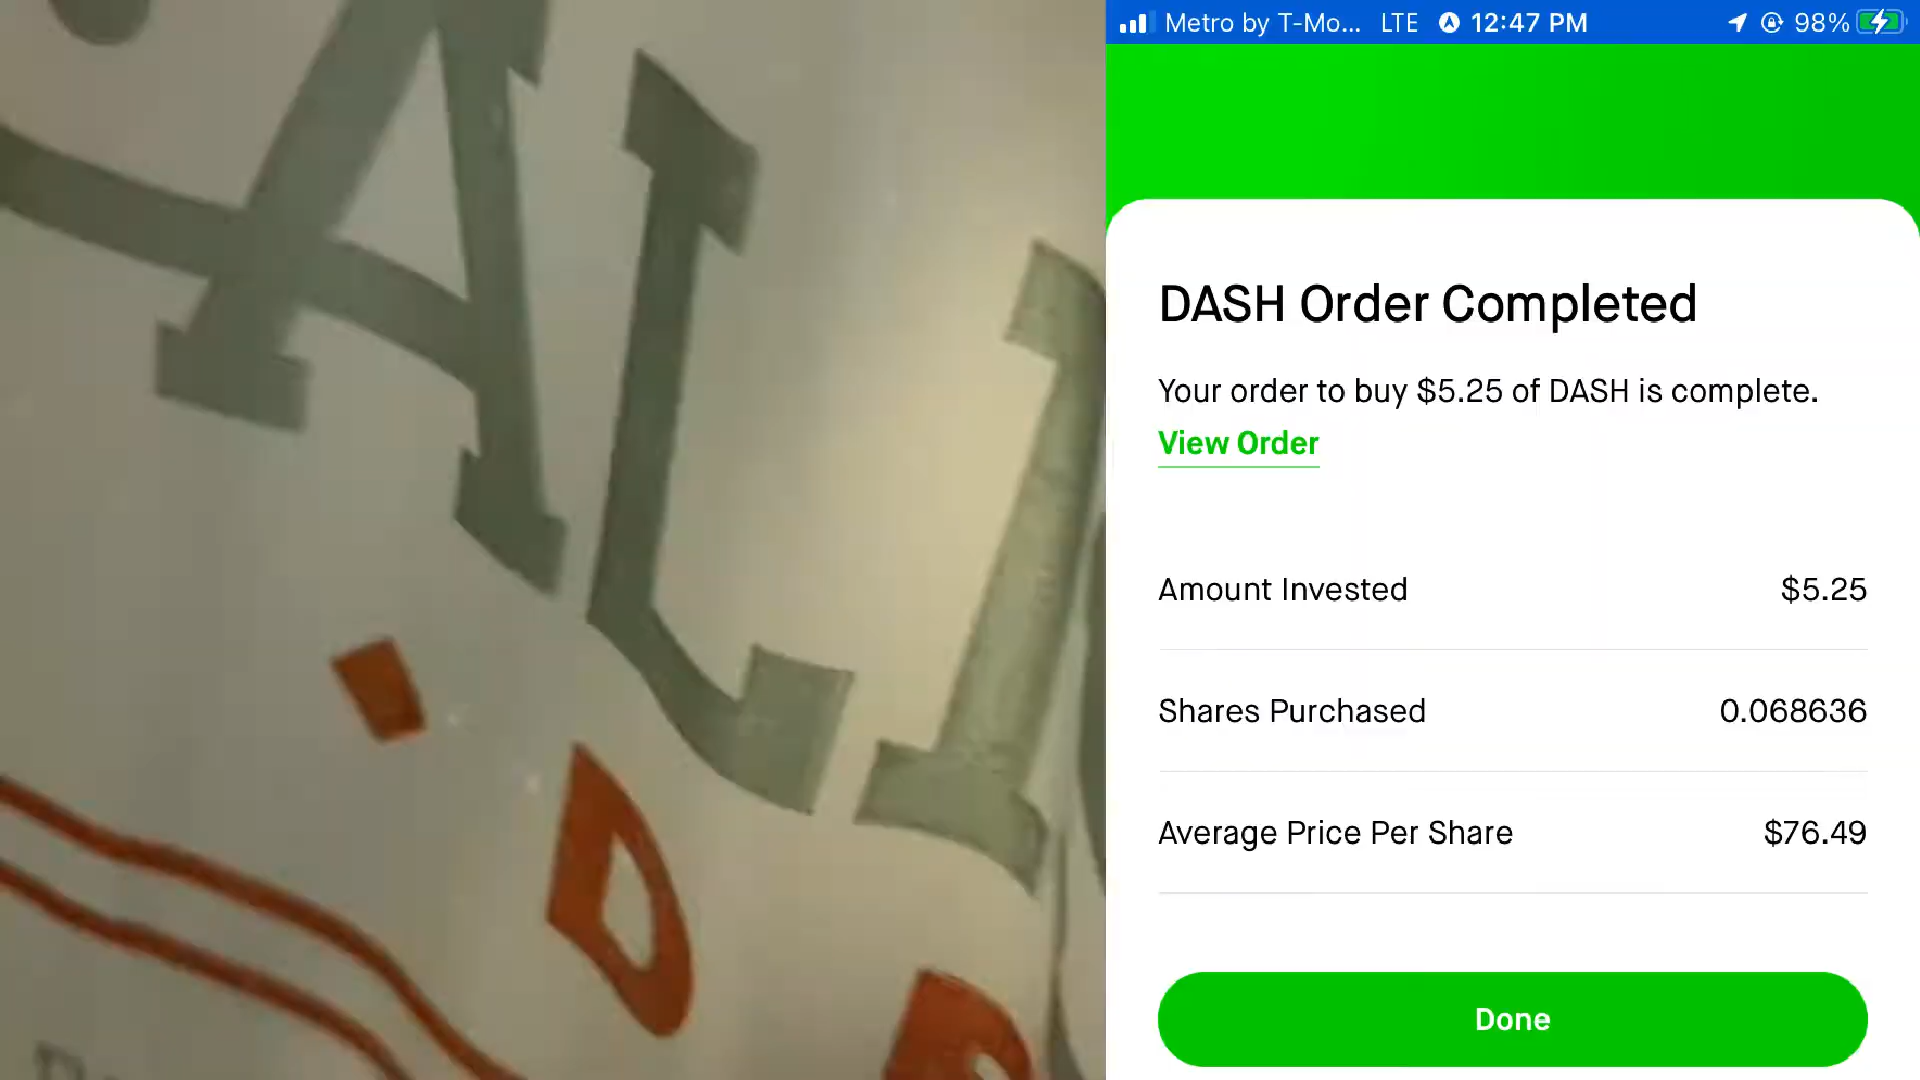 Metro by T-Mo... LTE 12:47 PM 98%
DASH Order Completed
Your order to buy $5.25 of DASH is complete.
View Order
Amount Invested $5.25
Shares Purchased 0.068636
Average Price Per Share $76.49
Done